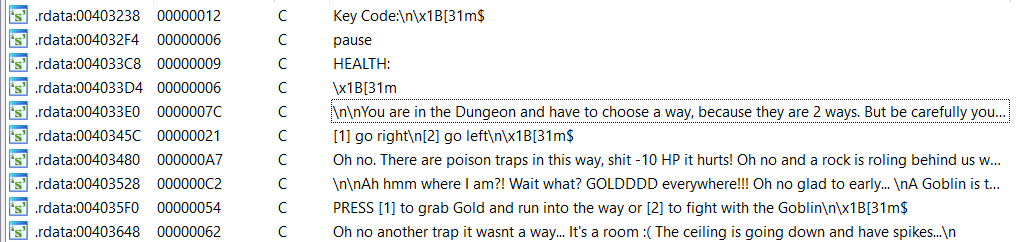 .rdata:00403238 00000012 C Key Code:\n\x1B[31m$
.rdata:004032F4 00000006 C pause
.rdata:004033C8 00000009 C HEALTH:
.rdata:004033D4 00000006 C \x1B[31m
.rdata:004033E0 0000007C C \n\nYou are in the Dungeon and have to choose a way, because they are 2 ways. But be carefully you...
.rdata:0040345C 00000021 C [1] go right\n[2] go left\n\x1B[31m$
.rdata:00403480 000000A7 C Oh no. There are poison traps in this way, shit -10 HP it hurts! Oh no and a rock is roling behind us w...
.rdata:00403528 000000C2 C \n\nAh hmm where I am?! Wait what? GOLDDDD everywhere!!! Oh no glad to early... \nA Goblin is t...
.rdata:004035F0 00000054 C PRESS [1] to grab Gold and run into the way or [2] to fight with the Goblin\n\x1B[31m$
.rdata:00403648 00000062 C Oh no another trap it wasnt a way... It's a room :( The ceiling is going down and have spikes...\n